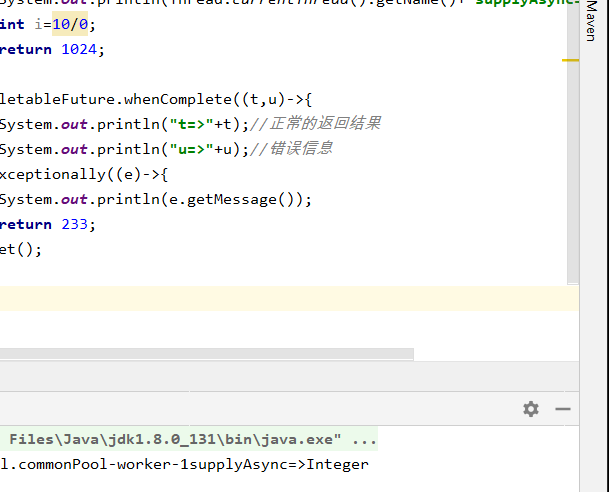 System.out.println(Thread.currentThread().getName()+"supplyAsync=
int i=10/0;
return 1024;
letableFuture.whenComplete((t,u)->{
System.out.println("t=>"+t);//正常的返回结果
System.out.println("u=>"+u);//错误信息
xceptionally((e)->{
System.out.println(e.getMessage());
return 233;
et();
Maven
Files\Java\jdk1.8.0_131\bin\java.exe" ...
l.commonPool-worker-1supplyAsync=>Integer